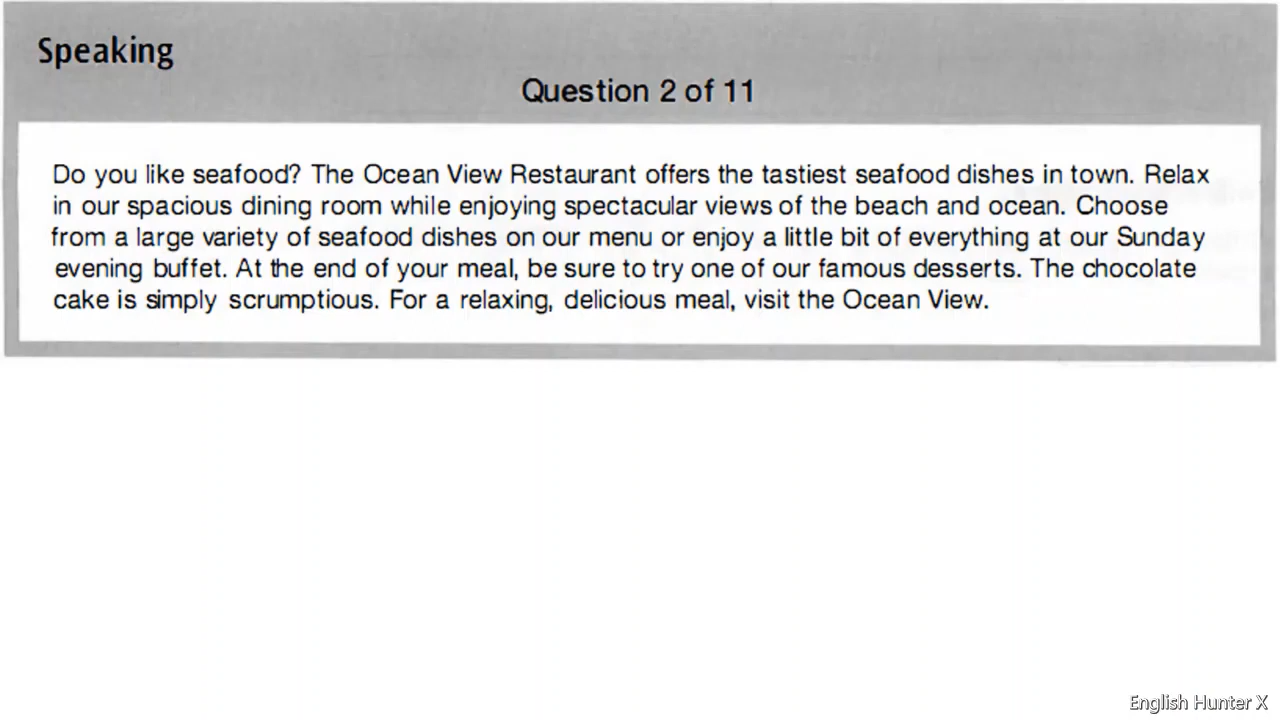 Speaking
Question 2 of 11
Do you like seafood? The Ocean View Restaurant offers the tastiest seafood dishes in town. Relax
in our spacious dining room while enjoying spectacular views of the beach and ocean. Choose
from a large variety of seafood dishes on our menu or enjoy a little bit of everything at our Sunday
evening buffet. At the end of your meal, be sure to try one of our famous desserts. The chocolate
cake is simply scrumptious. For a relaxing, delicious meal, visit the Ocean View.
English Hunter X